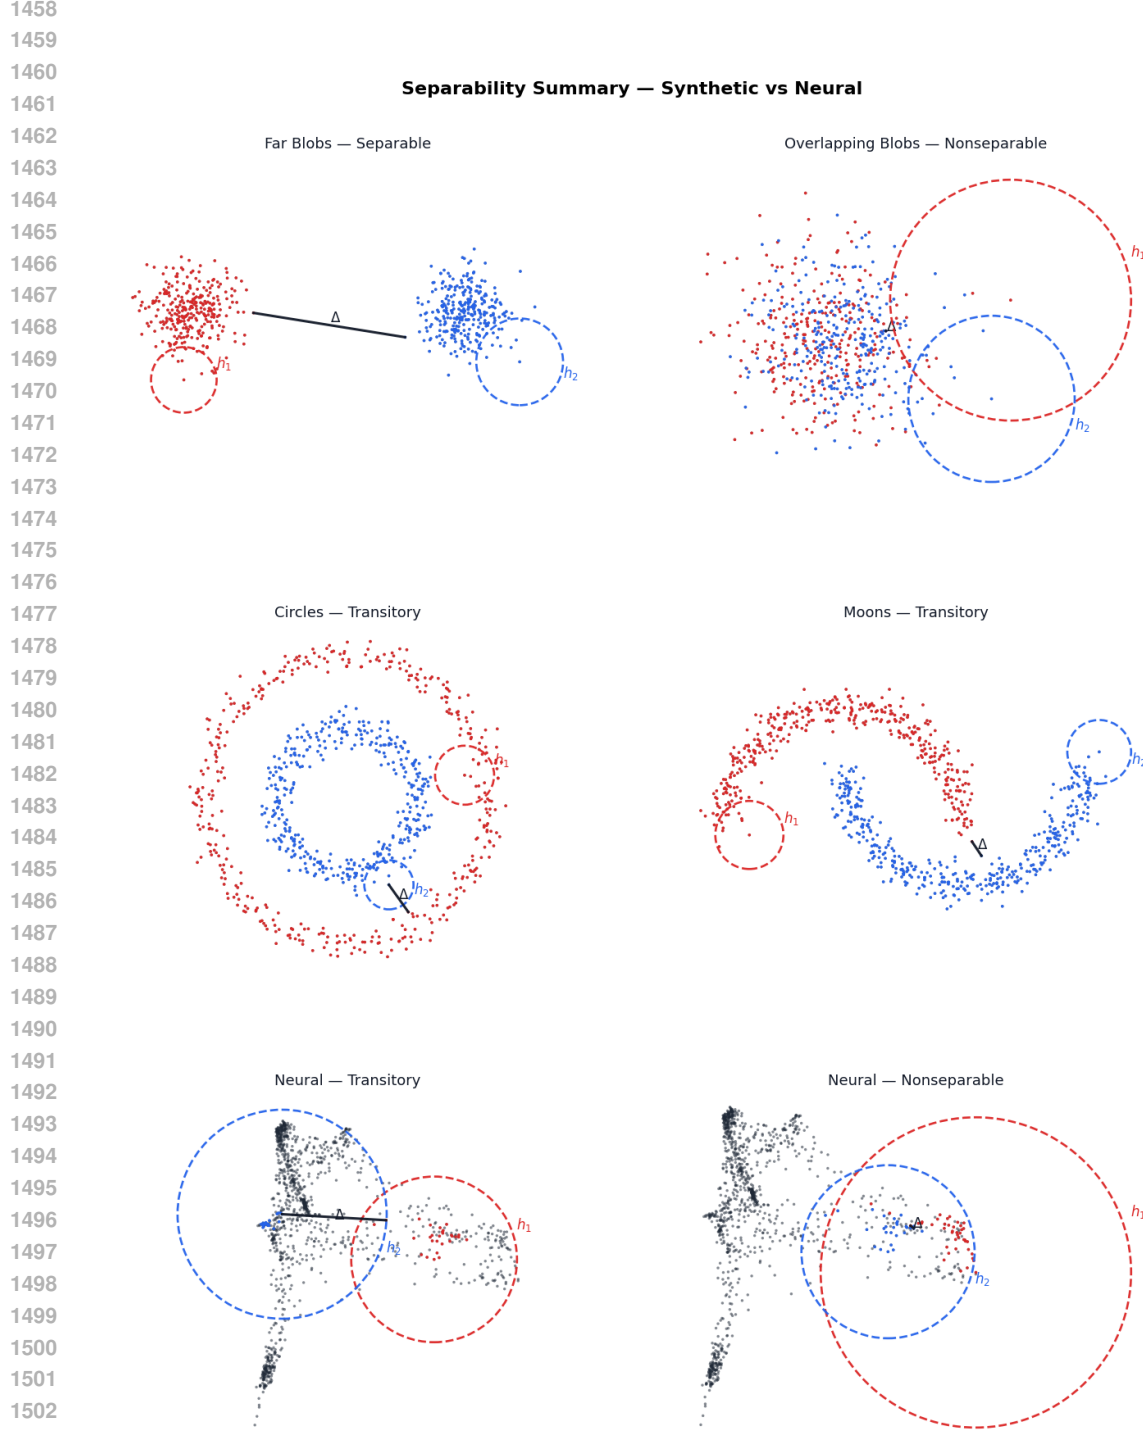 1458
1459
1460
Separability Summary — Synthetic vs Neural
1461
Far Blobs — Separable
Overlapping Blobs — Nonseparable
1462
1463
1464
1465
h₁
1466
1467
Δ
Δ
1468
1469
h₁
h₂
1470
1471
h₂
1472
1473
1474
1475
1476
1477
Circles — Transitory
Moons — Transitory
1478
1479
1480
1481
h₁
h₂
1482
1483
h₁
1484
Δ
1485
h₂
Δ
1486
1487
1488
1489
1490
1491
Neural — Transitory
Neural — Nonseparable
1492
1493
1494
1495
h₁
1496
Δ
h₁
Δ
1497
h₂
h₂
1498
1499
1500
1501
1502